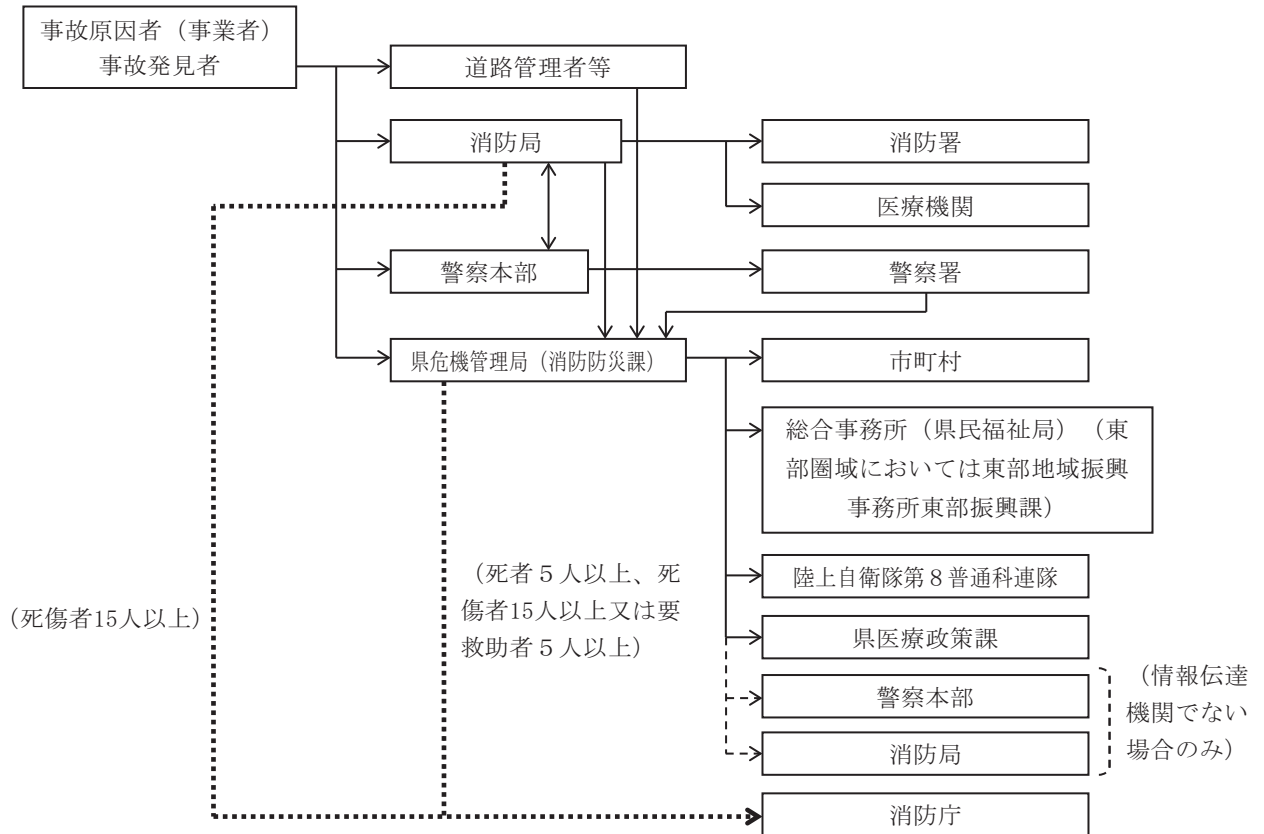 事故原因者（事業者）
事故発見者
道路管理者等
消防局
消防署
医療機関
警察本部
警察署
県危機管理局（消防防災課）
市町村
総合事務所（県民福祉局）（東
部圏域においては東部地域振興
事務所東部振興課）
（死者５人以上、死
傷者15人以上又は要
救助者５人以上）
（死傷者15人以上）
陸上自衛隊第８普通科連隊
県医療政策課
警察本部
消防局
（情報伝達
機関でない
場合のみ）
消防庁